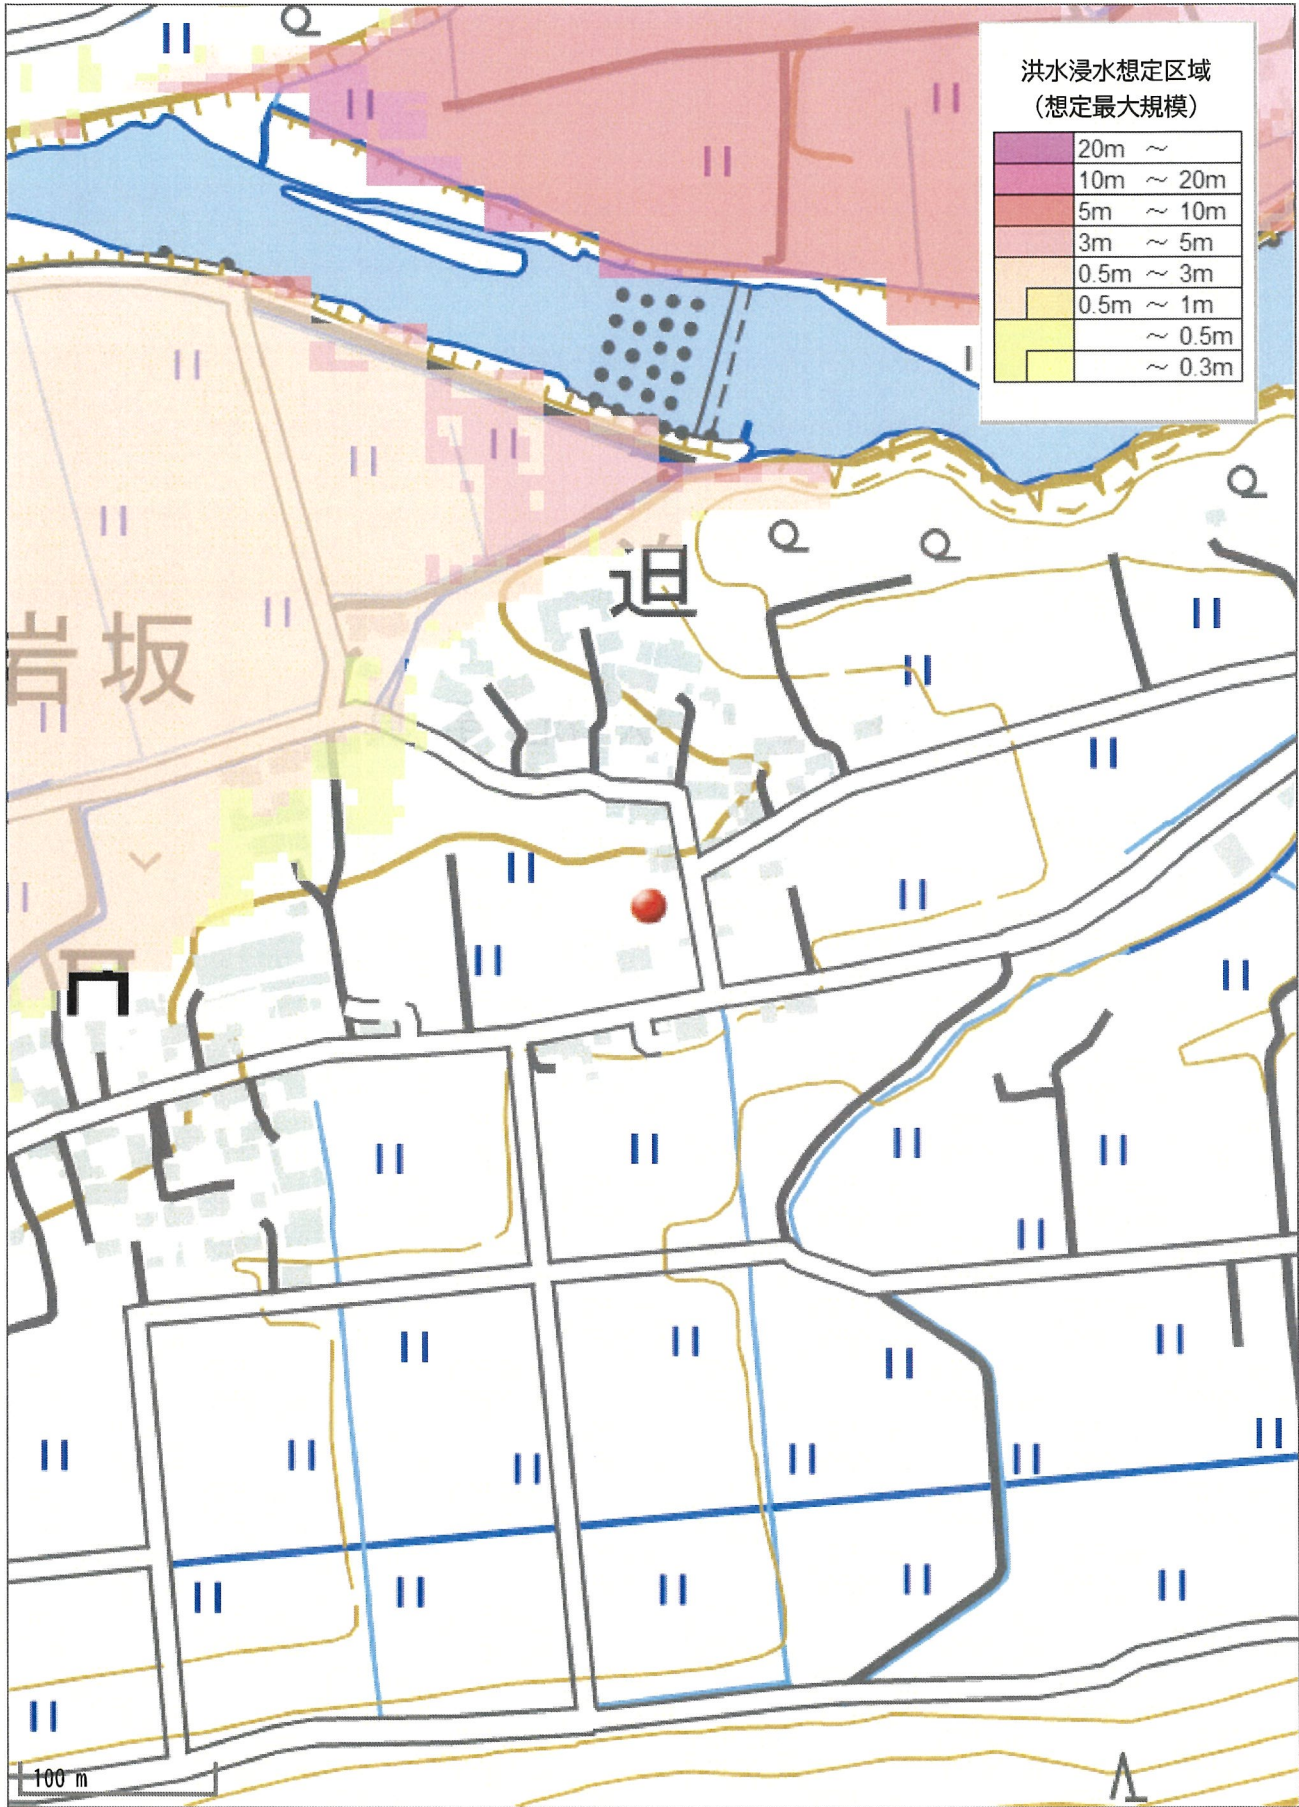 洪水浸水想定区域
(想定最大規模)
20m ～
10m ～ 20m
5m ～ 10m
3m ～ 5m
0.5m ～ 3m
0.5m ～ 1m
～ 0.5m
～ 0.3m
迫
岩坂
100 m